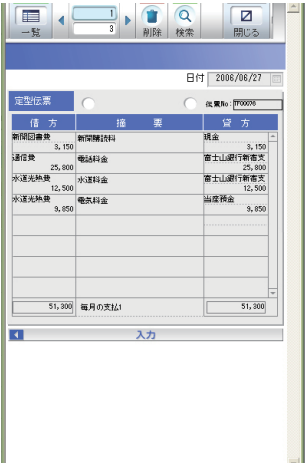 1
3
一覧 削除 検索 閉じる
日付 2006/06/27
定型伝票 伝票No: TF00076
借 方 摘 要 貸 方
新聞図書費 新聞購読料 現金
3,150 3,150
通信費 電話料金 富士山銀行新宿支
25,800 25,800
水道光熱費 水道料金 富士山銀行新宿支
12,500 12,500
水道光熱費 電気料金 当座預金
9,850 9,850
51,300 毎月の支払1 51,300
入力